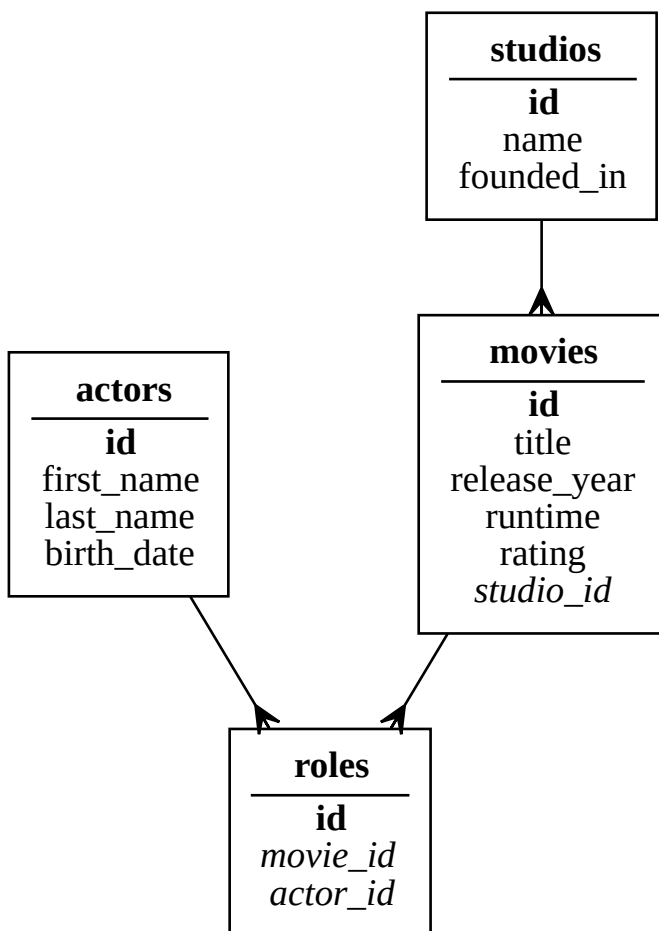 studios
id
name
founded_in
movies
id
title
release_year
runtime
rating
studio_id
actors
id
first_name
last_name
birth_date
roles
id
movie_id
actor_id